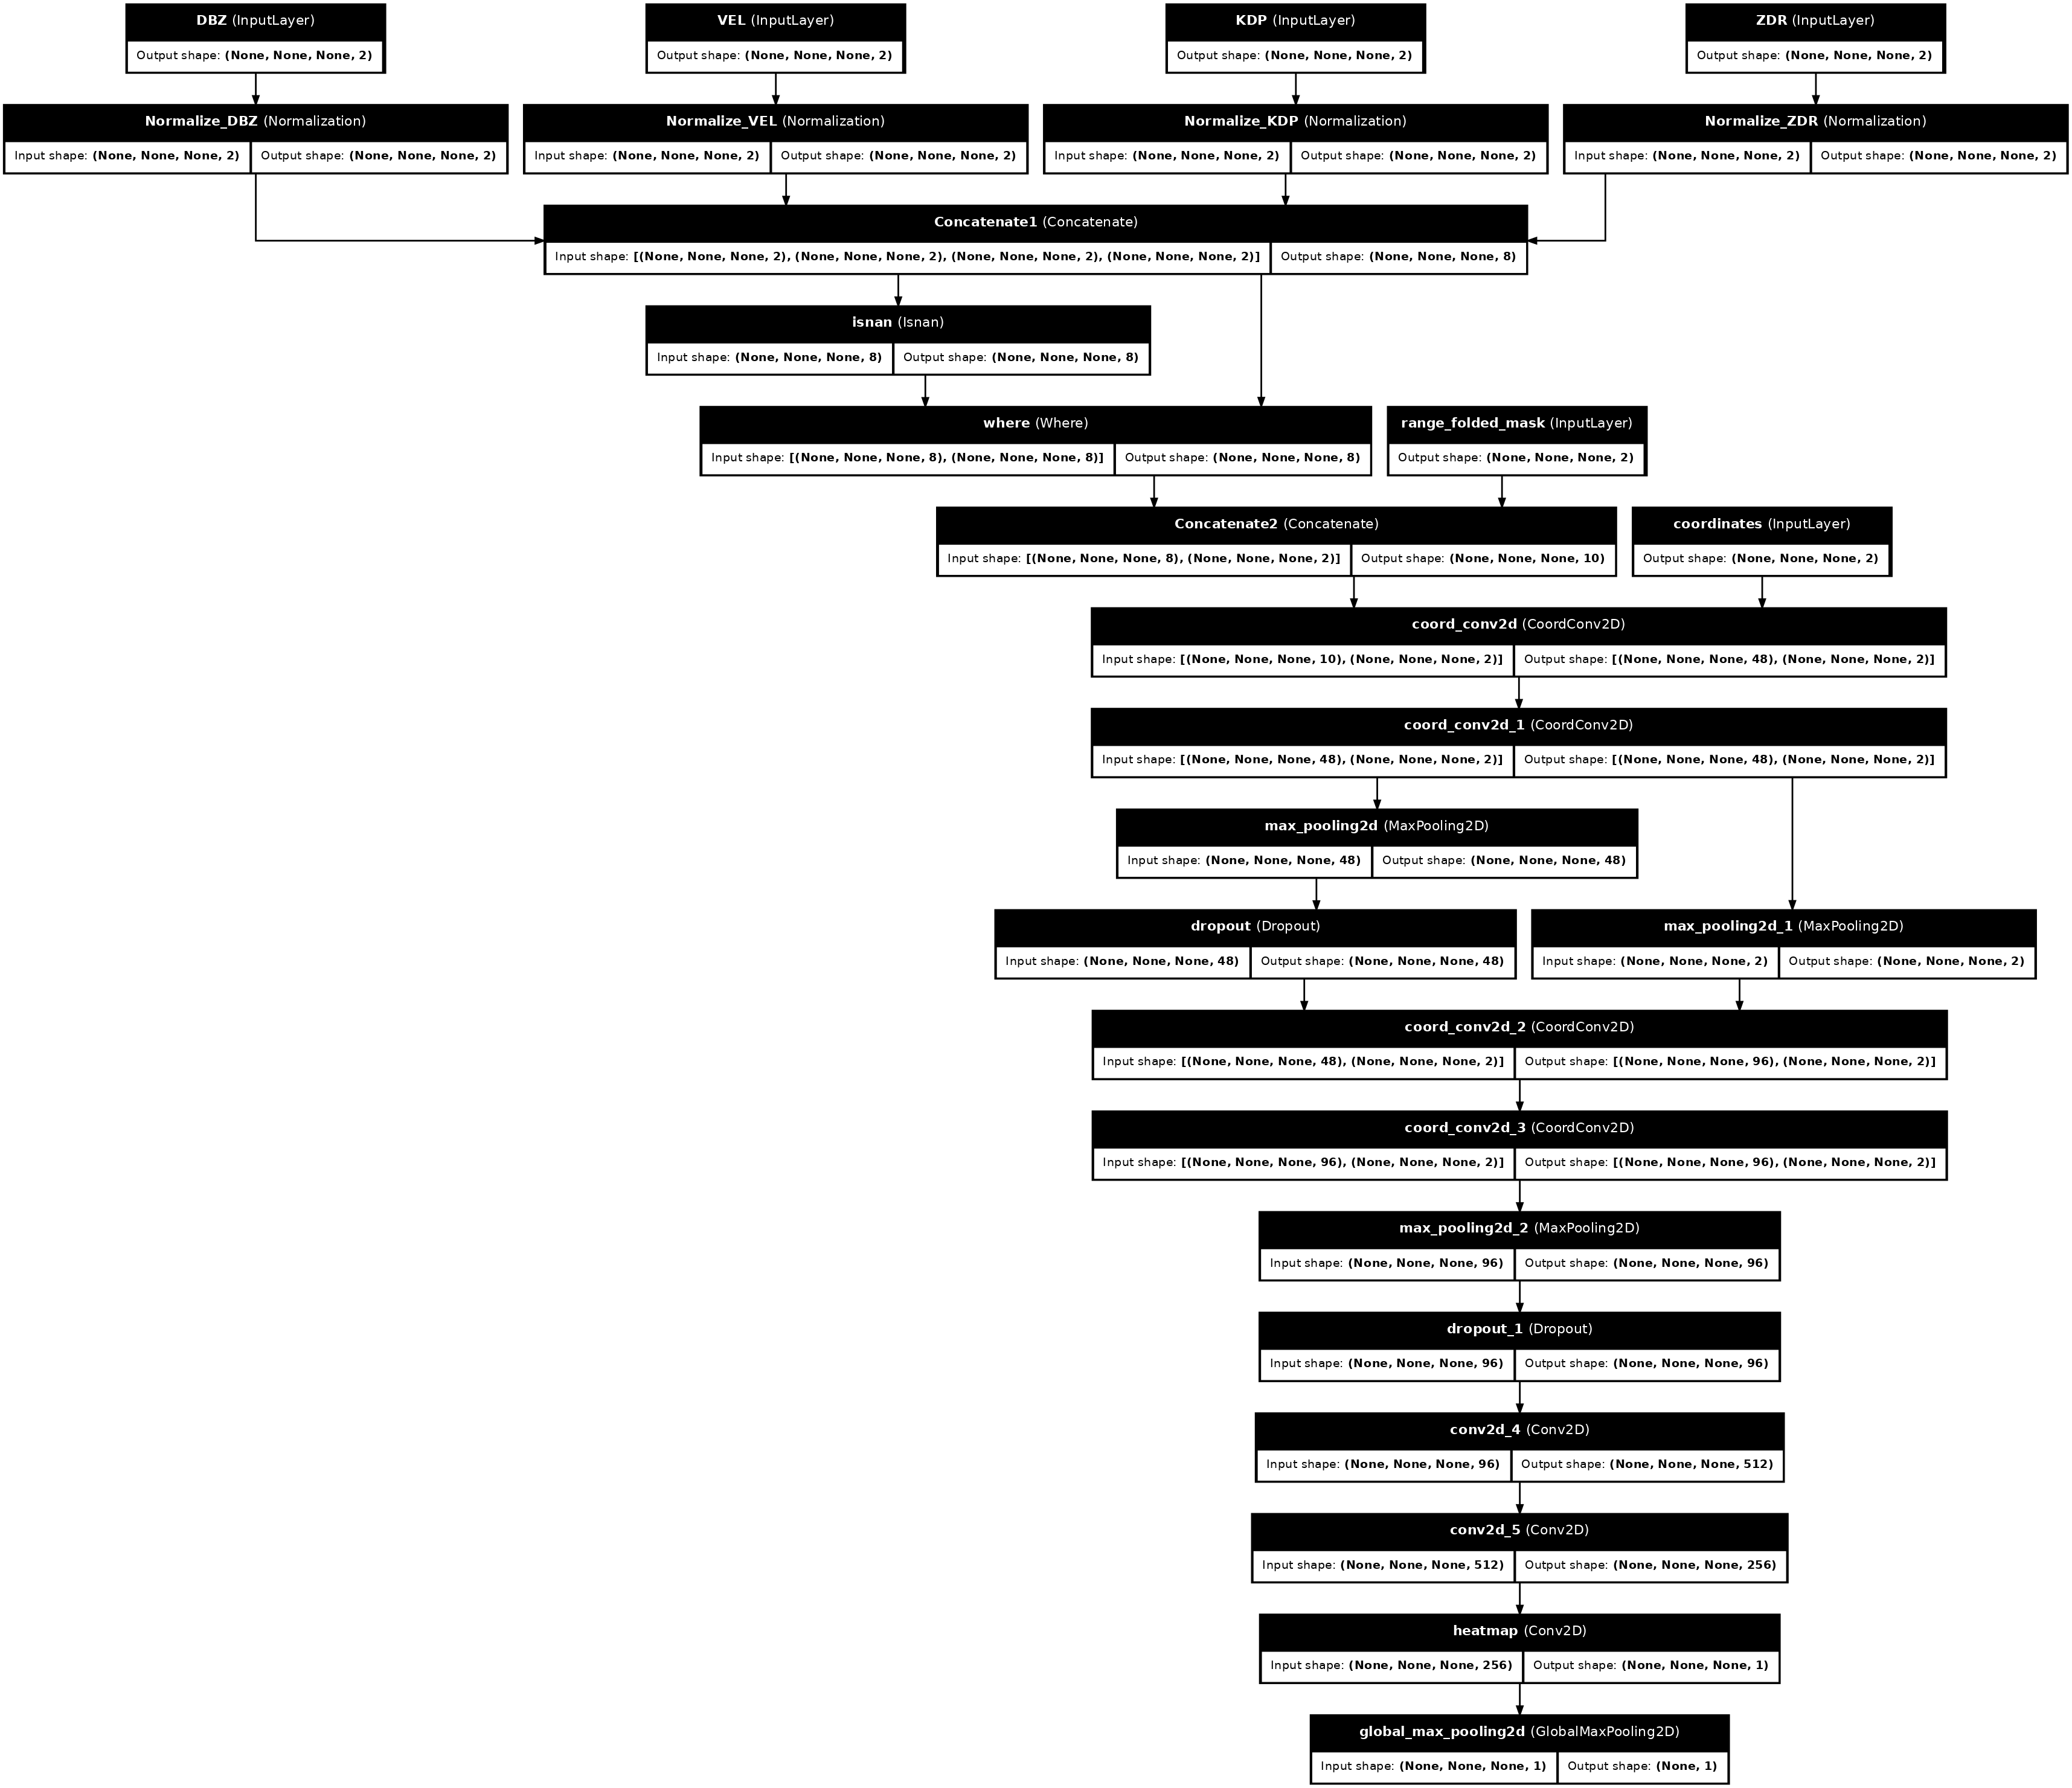 DBZ (InputLayer)
Output shape: (None, None, None, 2)
VEL (InputLayer)
Output shape: (None, None, None, 2)
KDP (InputLayer)
Output shape: (None, None, None, 2)
ZDR (InputLayer)
Output shape: (None, None, None, 2)
Normalize_DBZ (Normalization)
Input shape: (None, None, None, 2) Output shape: (None, None, None, 2)
Normalize_VEL (Normalization)
Input shape: (None, None, None, 2) Output shape: (None, None, None, 2)
Normalize_KDP (Normalization)
Input shape: (None, None, None, 2) Output shape: (None, None, None, 2)
Normalize_ZDR (Normalization)
Input shape: (None, None, None, 2) Output shape: (None, None, None, 2)
Concatenate1 (Concatenate)
Input shape: [(None, None, None, 2), (None, None, None, 2), (None, None, None, 2), (None, None, None, 2)] Output shape: (None, None, None, 8)
isnan (Isnan)
Input shape: (None, None, None, 8) Output shape: (None, None, None, 8)
where (Where)
Input shape: [(None, None, None, 8), (None, None, None, 8)] Output shape: (None, None, None, 8)
range_folded_mask (InputLayer)
Output shape: (None, None, None, 2)
Concatenate2 (Concatenate)
Input shape: [(None, None, None, 8), (None, None, None, 2)] Output shape: (None, None, None, 10)
coordinates (InputLayer)
Output shape: (None, None, None, 2)
coord_conv2d (CoordConv2D)
Input shape: [(None, None, None, 10), (None, None, None, 2)] Output shape: [(None, None, None, 48), (None, None, None, 2)]
coord_conv2d_1 (CoordConv2D)
Input shape: [(None, None, None, 48), (None, None, None, 2)] Output shape: [(None, None, None, 48), (None, None, None, 2)]
max_pooling2d (MaxPooling2D)
Input shape: (None, None, None, 48) Output shape: (None, None, None, 48)
dropout (Dropout)
Input shape: (None, None, None, 48) Output shape: (None, None, None, 48)
max_pooling2d_1 (MaxPooling2D)
Input shape: (None, None, None, 2) Output shape: (None, None, None, 2)
coord_conv2d_2 (CoordConv2D)
Input shape: [(None, None, None, 48), (None, None, None, 2)] Output shape: [(None, None, None, 96), (None, None, None, 2)]
coord_conv2d_3 (CoordConv2D)
Input shape: [(None, None, None, 96), (None, None, None, 2)] Output shape: [(None, None, None, 96), (None, None, None, 2)]
max_pooling2d_2 (MaxPooling2D)
Input shape: (None, None, None, 96) Output shape: (None, None, None, 96)
dropout_1 (Dropout)
Input shape: (None, None, None, 96) Output shape: (None, None, None, 96)
conv2d_4 (Conv2D)
Input shape: (None, None, None, 96) Output shape: (None, None, None, 512)
conv2d_5 (Conv2D)
Input shape: (None, None, None, 512) Output shape: (None, None, None, 256)
heatmap (Conv2D)
Input shape: (None, None, None, 256) Output shape: (None, None, None, 1)
global_max_pooling2d (GlobalMaxPooling2D)
Input shape: (None, None, None, 1) Output shape: (None, 1)